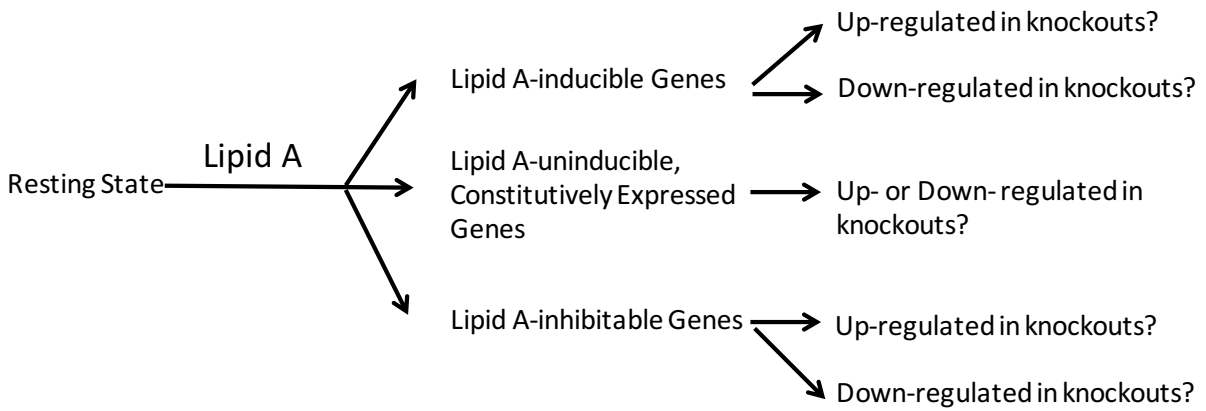 Up-regulated in knockouts?
Lipid A-inducible Genes
Down-regulated in knockouts?
Lipid A
Resting State
Lipid A-uninducible,
Constitutively Expressed
Genes
Up- or Down- regulated in
knockouts?
Lipid A-inhibitable Genes
Up-regulated in knockouts?
Down-regulated in knockouts?